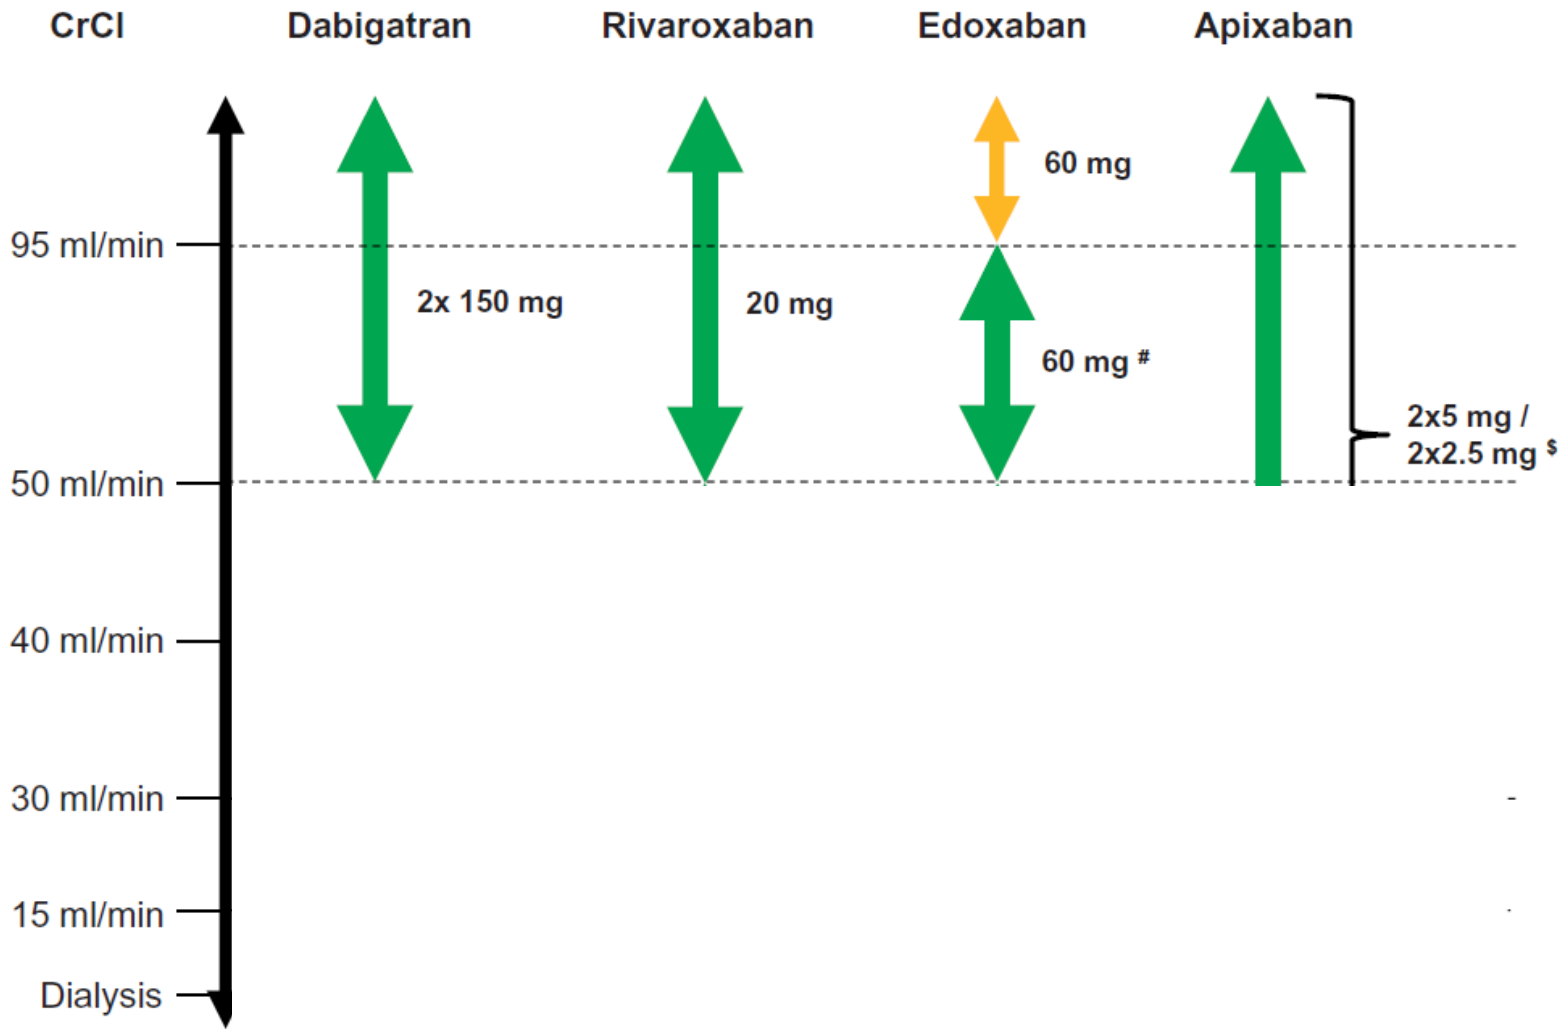 CrCl Dabigatran Rivaroxaban Edoxaban Apixaban
60 mg
95 ml/min
2x 150 mg 20 mg
60 mg #
2x5 mg /
2x2.5 mg $
50 ml/min
40 ml/min
30 ml/min
15 ml/min
Dialysis